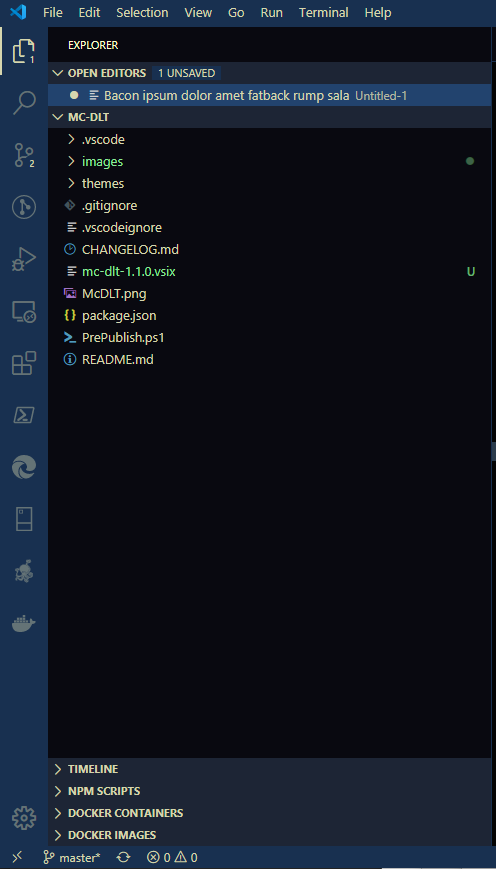 File Edit Selection View Go Run Terminal Help
EXPLORER
1
OPEN EDITORS 1 UNSAVED
Bacon ipsum dolor amet fatback rump sala Untitled-1
MC-DLT
.vscode
2
images
themes
.gitignore
.vscodeignore
CHANGELOG.md
mc-dlt-1.1.0.vsix U
McDLT.png
package.json
PrePublish.ps1
README.md
TIMELINE
NPM SCRIPTS
DOCKER CONTAINERS
DOCKER IMAGES
master* 0 0